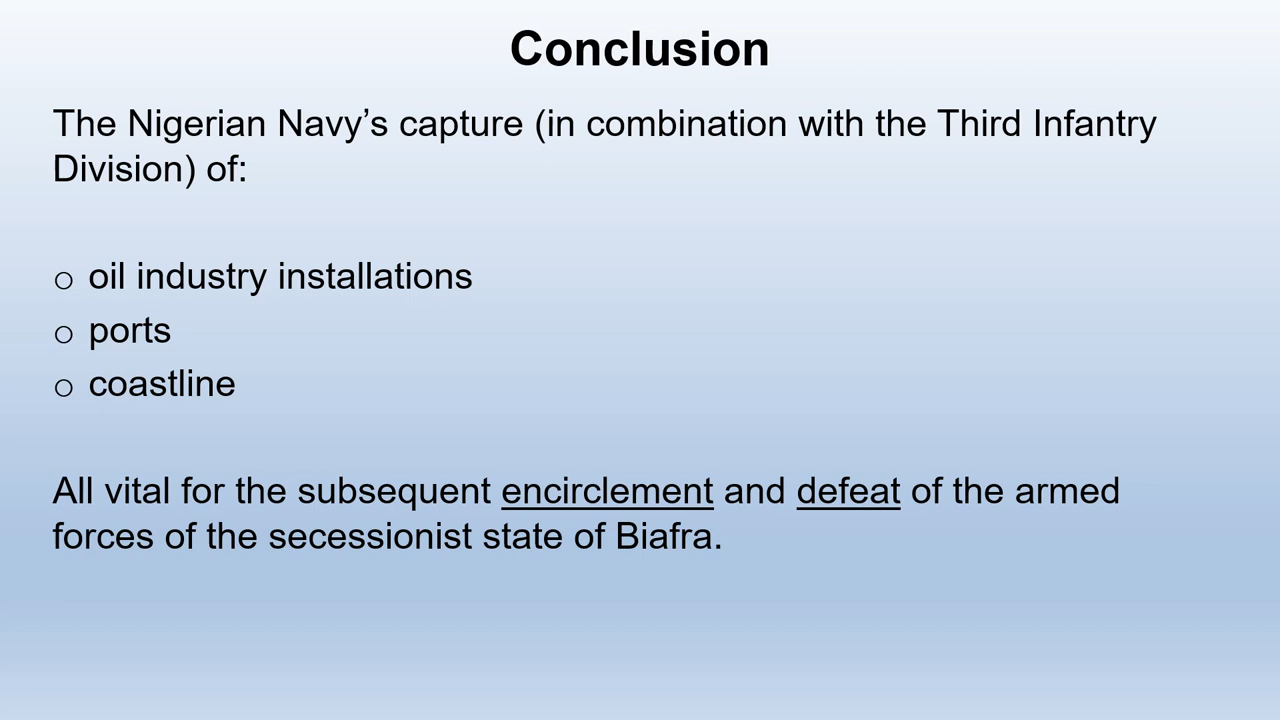 Conclusion
The Nigerian Navy’s capture (in combination with the Third Infantry
Division) of:
o oil industry installations
o ports
o coastline
All vital for the subsequent encirclement and defeat of the armed
forces of the secessionist state of Biafra.